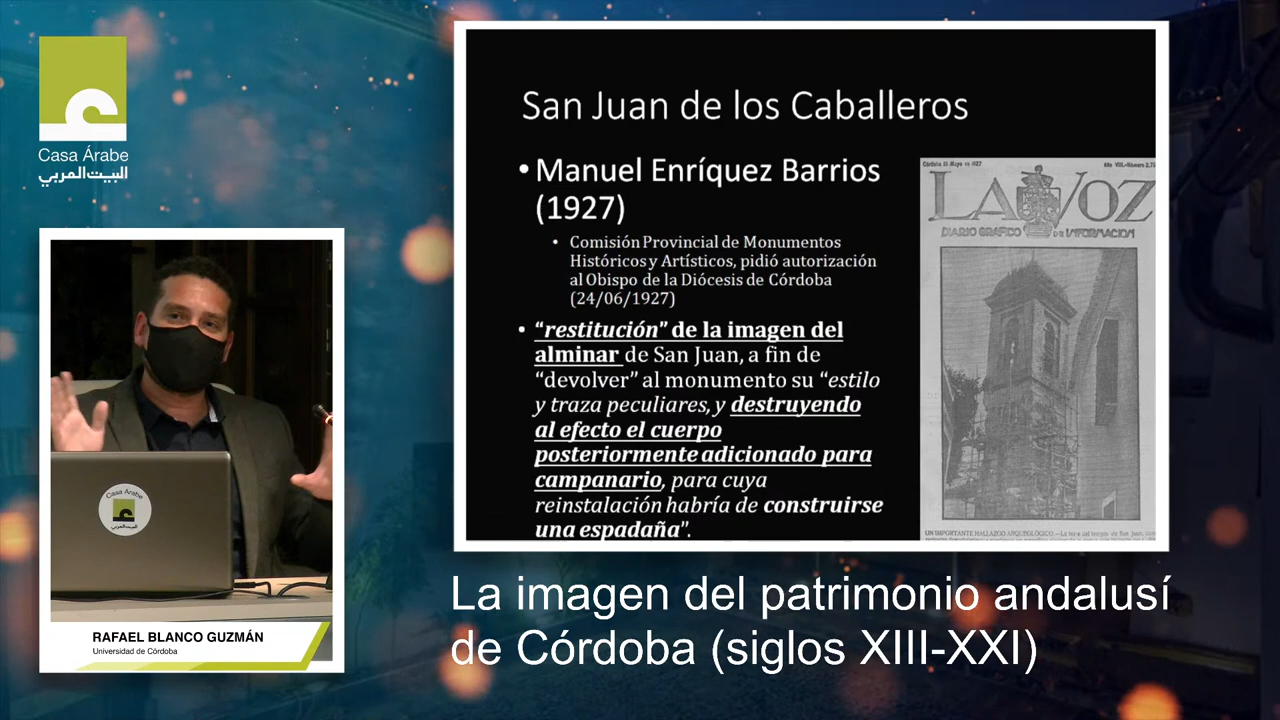 Casa Árabe
البيت العربي
San Juan de los Caballeros
• Manuel Enríquez Barrios
(1927)
• Comisión Provincial de Monumentos
Históricos y Artísticos, pidió autorización
al Obispo de la Diócesis de Córdoba
(24/06/1927)
• "restitución" de la imagen del
alminar de San Juan, a fin de
"devolver" al monumento su "estilo
y traza peculiares, y destruyendo
al efecto el cuerpo
posteriormente adicionado para
campanario, para cuya
reinstalación habría de construirse
una espadaña".
LA VOZ
DIARIO GRÁFICO DE INFORMACION
UN IMPORTANTE HALLAZGO ARQUEOLÓGICO.
Casa Árabe
البيت العربي
RAFAEL BLANCO GUZMÁN
Universidad de Córdoba
La imagen del patrimonio andalusí
de Córdoba (siglos XIII-XXI)